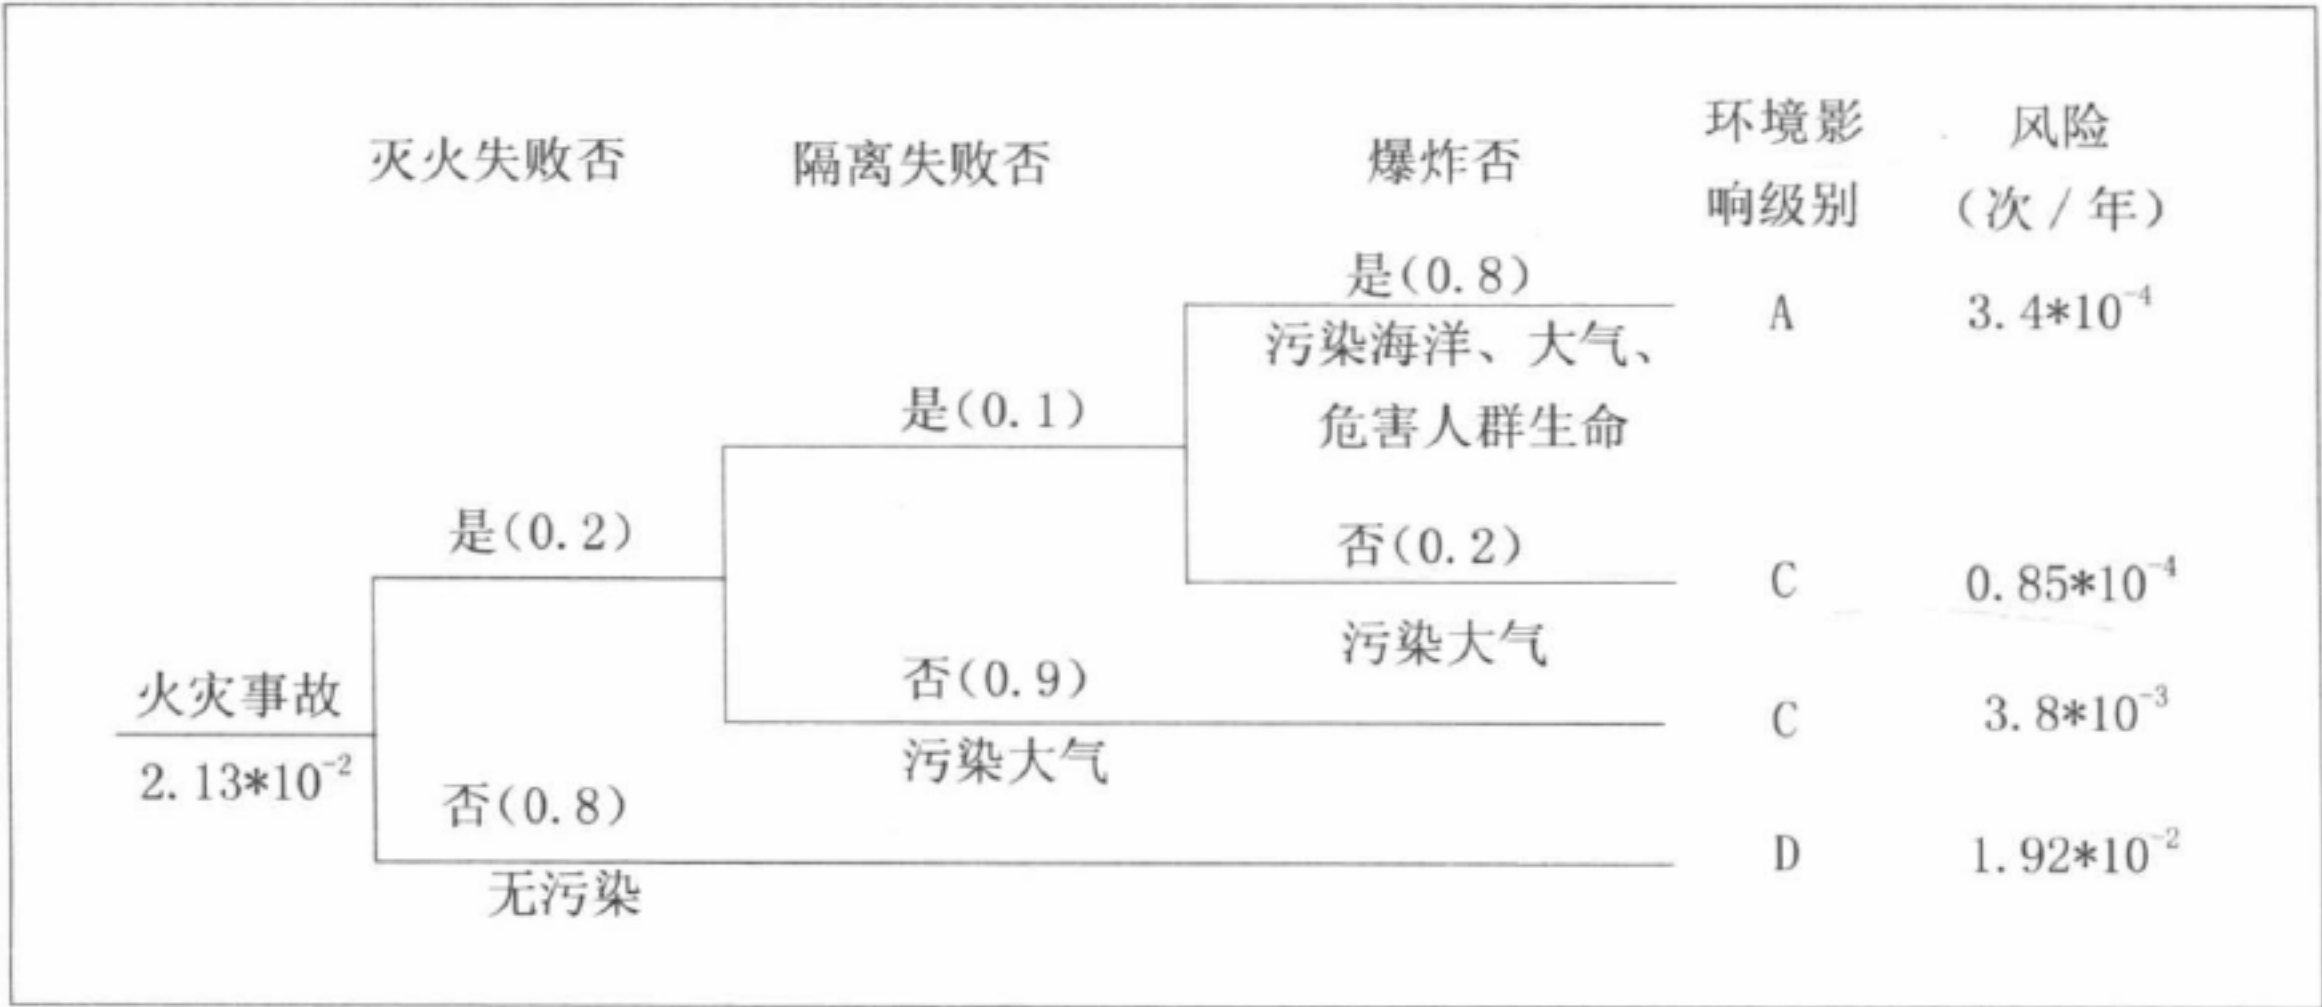 灭火失败否 隔离失败否 爆炸否 环境影响级别 风险(次/年)
是(0.8) A 3.4*10^-4
污染海洋、大气、
危害人群生命
是(0.1)
是(0.2)
否(0.2) C 0.85*10^-4
污染大气
否(0.9) C 3.8*10^-3
污染大气
火灾事故
2.13*10^-2
否(0.8) D 1.92*10^-2
无污染